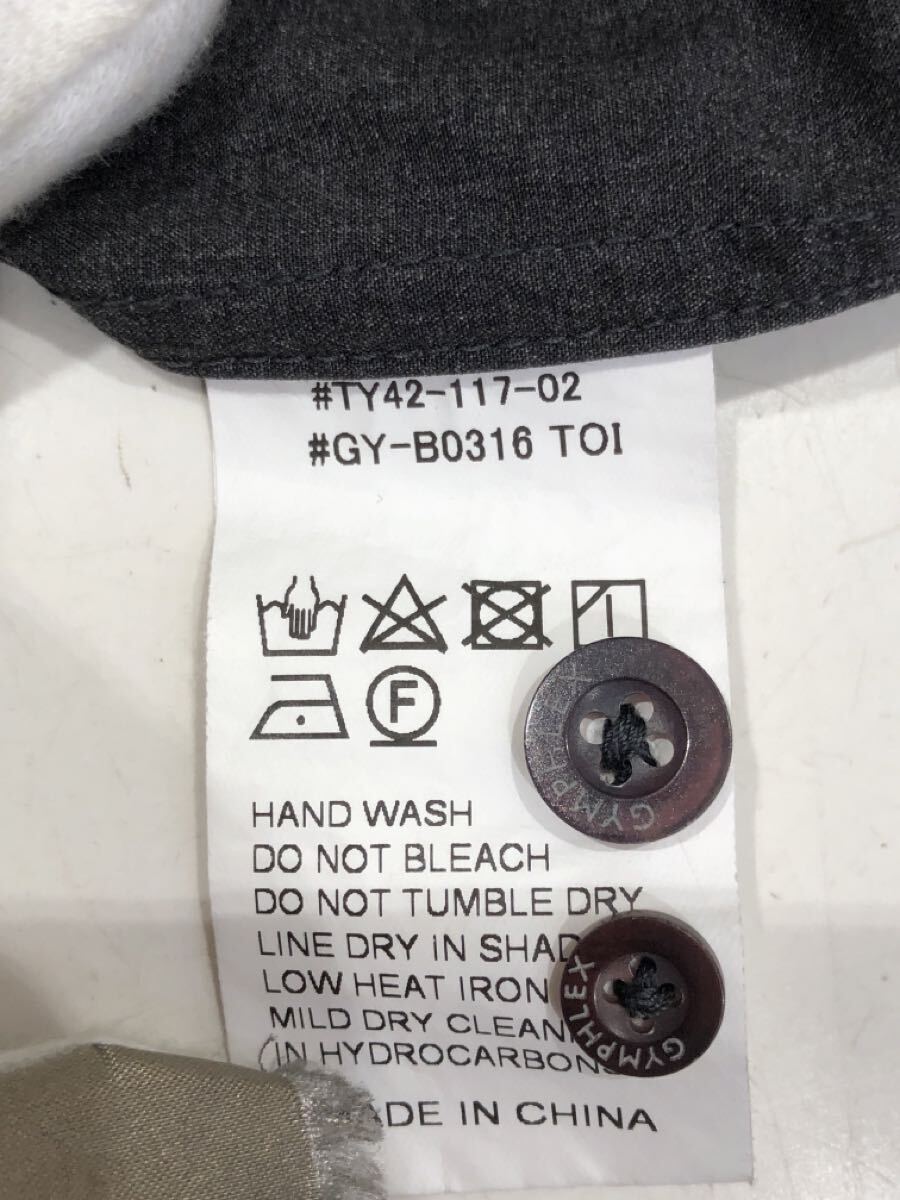 #TY42-117-02
#GY-B0316 TOI
F
GYMPHLEX
HAND WASH
DO NOT BLEACH
DO NOT TUMBLE DRY
LINE DRY IN SHAD
LOW HEAT IRON
GYMPHLEX
MILD DRY CLEAN
(IN HYDROCARBONS
ADE IN CHINA